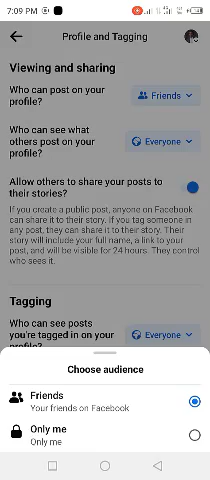 7:09 PM
Profile and Tagging
Viewing and sharing
Who can post on your
profile?
Friends
Who can see what
others post on your
profile?
Everyone
Allow others to share your posts to
their stories?
If you create a public post, anyone on Facebook
can share it to their story. If you tag someone in
any post, they can share it to their story. Their
story will include your full name, a link to your
post, and will be visible for 24 hours. They control
who sees it.
Tagging
Who can see posts
you're tagged in on your
profile?
Everyone
Choose audience
Friends
Your friends on Facebook
Only me
Only me